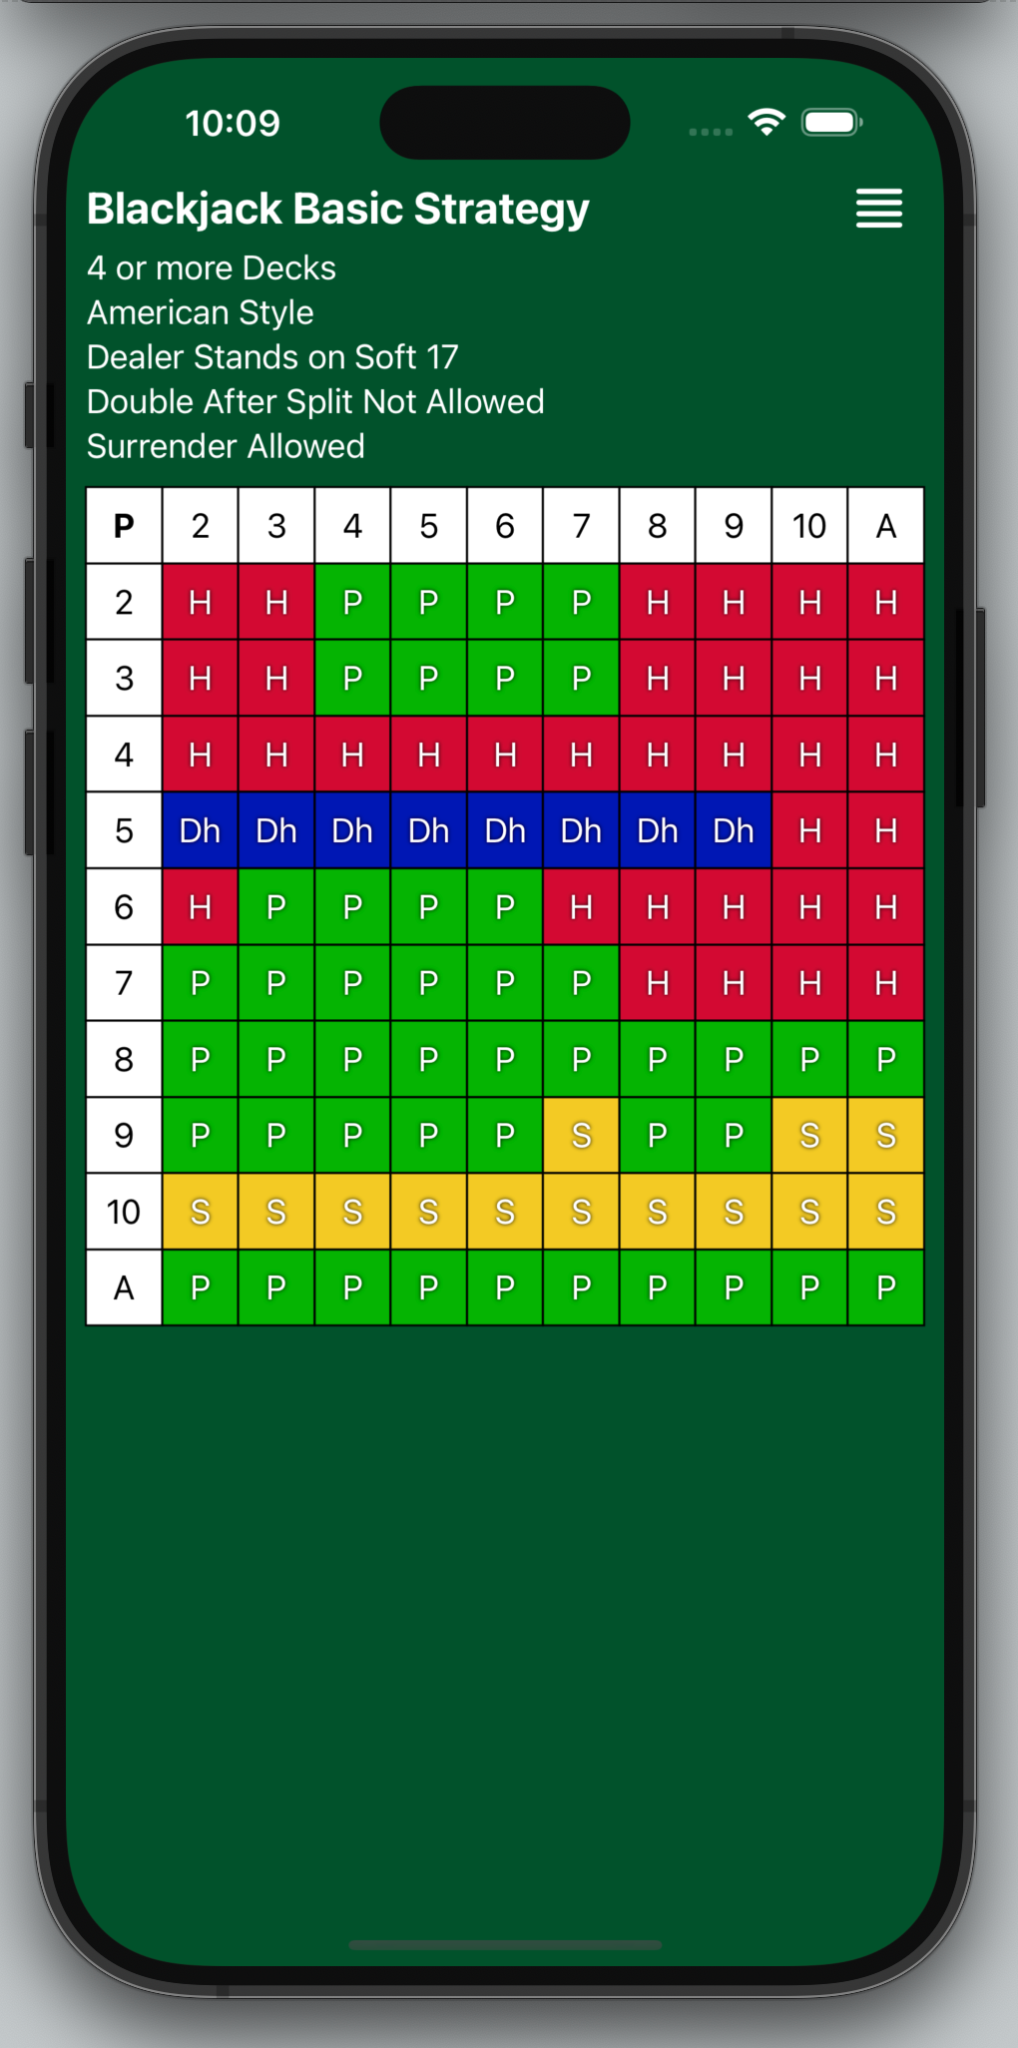 10:09
Blackjack Basic Strategy
4 or more Decks
American Style
Dealer Stands on Soft 17
Double After Split Not Allowed
Surrender Allowed
P 2 3 4 5 6 7 8 9 10 A
2 H H P P P P H H H H
3 H H P P P P H H H H
4 H H H H H H H H H H
5 Dh Dh Dh Dh Dh Dh Dh Dh H H
6 H P P P P H H H H H
7 P P P P P P H H H H
8 P P P P P P P P P P
9 P P P P P S P P S S
10 S S S S S S S S S S
A P P P P P P P P P P